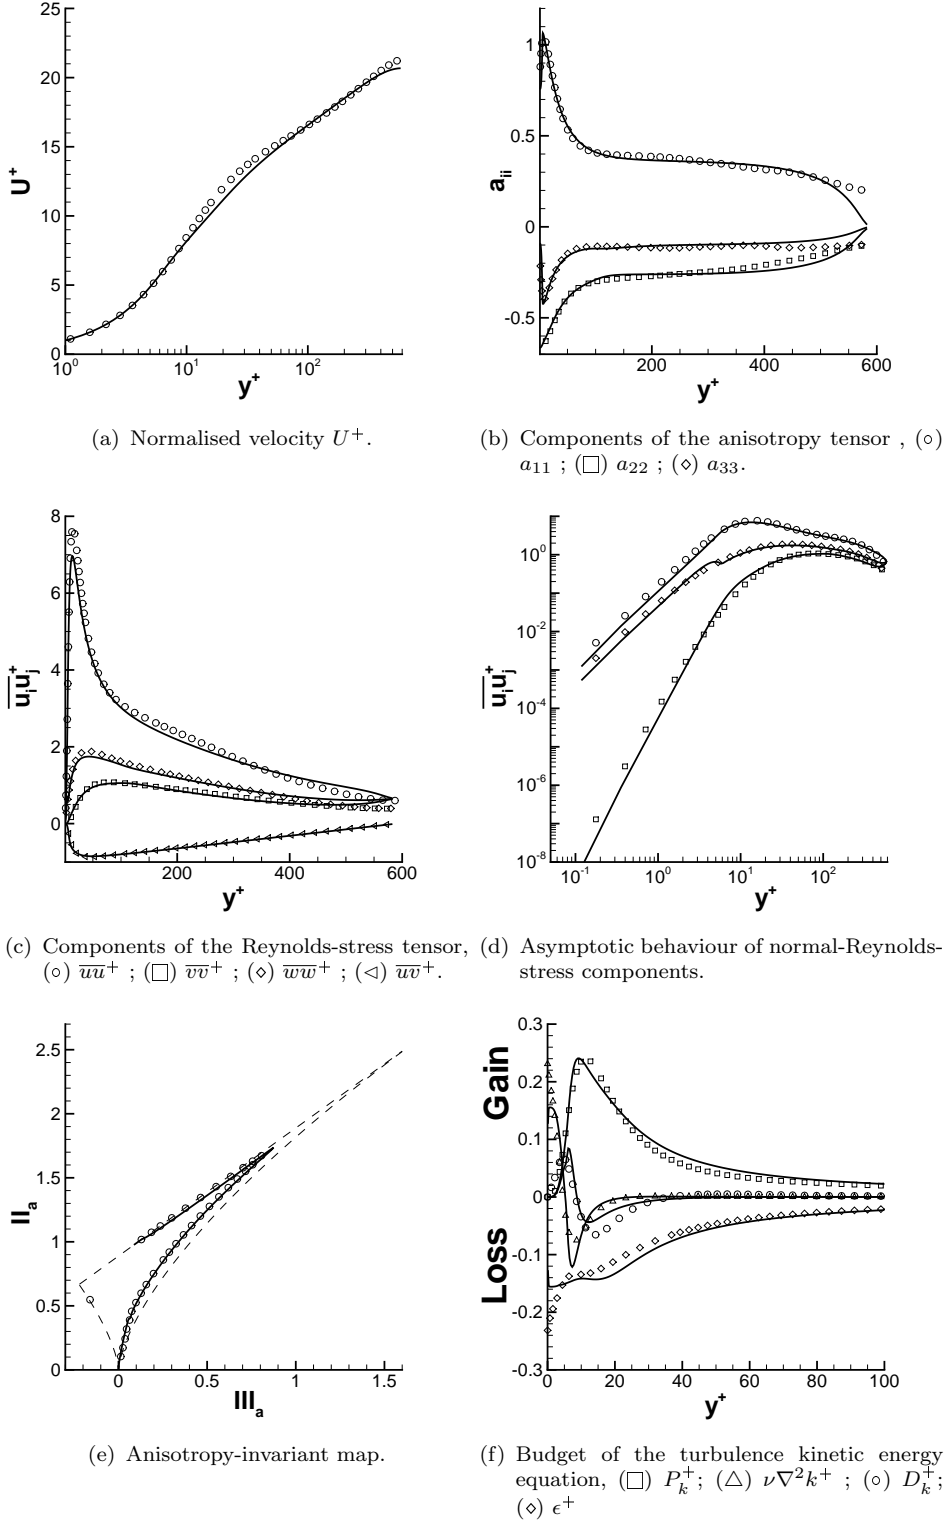 25
20
15
10
5
0
U+
10^0 10^1 10^2
y+
1
0.5
0
-0.5
a_ii
200 400 600
y+
(a) Normalised velocity U+.
(b) Components of the anisotropy tensor , (○)
a11 ; (□) a22 ; (◇) a33.
8
6
4
2
0
u_iu_j+
200 400 600
y+
10^0
10^-2
10^-4
10^-6
10^-8
u_iu_j+
10^-1 10^0 10^1 10^2
y+
(c) Components of the Reynolds-stress tensor,
(○) uu+ ; (□) vv+ ; (◇) ww+ ; (◁) uv+.
(d) Asymptotic behaviour of normal-Reynolds-
stress components.
2.5
2
1.5
1
0.5
0
II_a
0 0.5 1 1.5
III_a
0.3
0.2
0.1
0
-0.1
-0.2
-0.3
Gain
Loss
0 20 40 60 80 100
y+
(e) Anisotropy-invariant map.
(f) Budget of the turbulence kinetic energy
equation, (□) P_k^+; (△) ν∇²k+ ; (○) D_k^+;
(◇) ϵ+